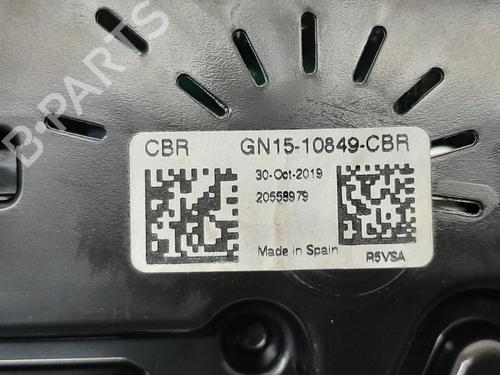 B-PARTS
CBR GN15-10849-CBR
30-Oct-2019
20558979
Made in Spain
R5VSA